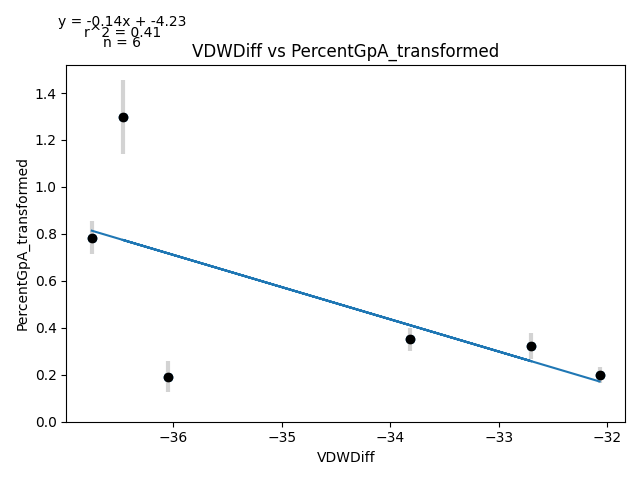 y = -0.14x + -4.23
r^2 = 0.41
n = 6
VDWDiff vs PercentGpA_transformed
PercentGpA_transformed
1.4
1.2
1.0
0.8
0.6
0.4
0.2
0.0
−36
−35
−34
−33
−32
VDWDiff